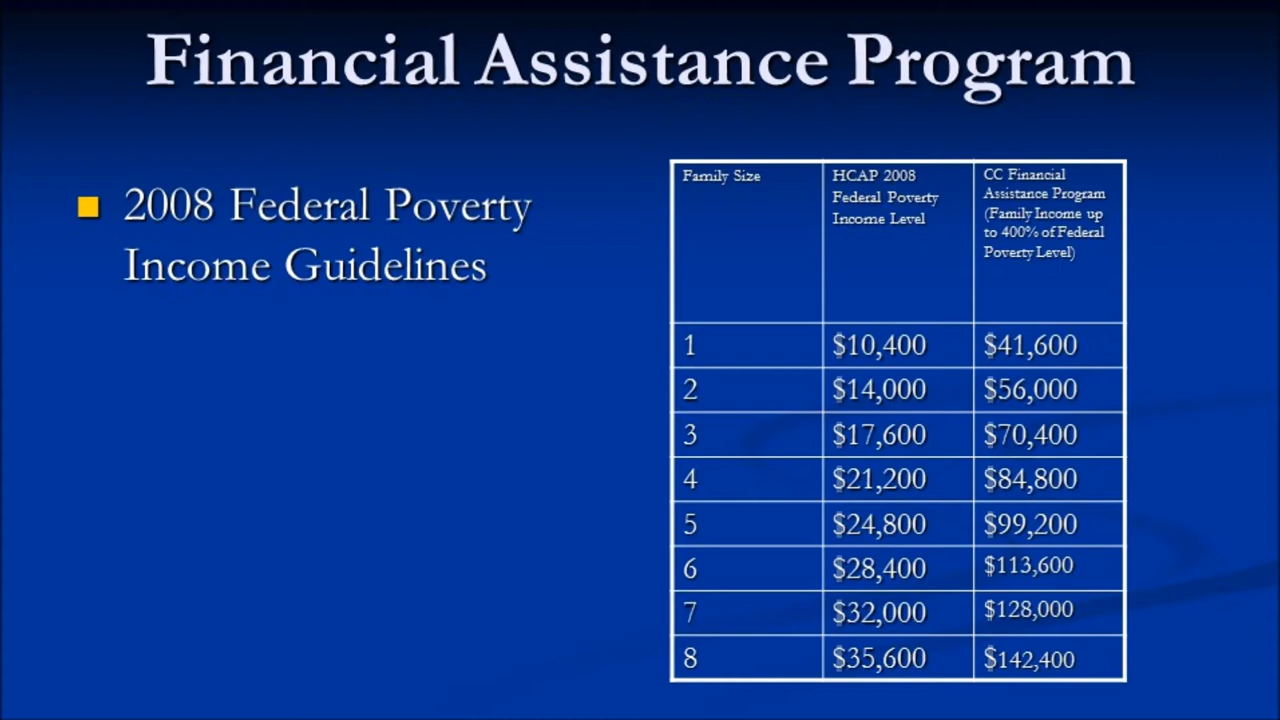 Financial Assistance Program
2008 Federal Poverty
Income Guidelines
Family Size
HCAP 2008
Federal Poverty
Income Level
CC Financial
Assistance Program
(Family Income up
to 400% of Federal
Poverty Level)
1 $10,400 $41,600
2 $14,000 $56,000
3 $17,600 $70,400
4 $21,200 $84,800
5 $24,800 $99,200
6 $28,400 $113,600
7 $32,000 $128,000
8 $35,600 $142,400